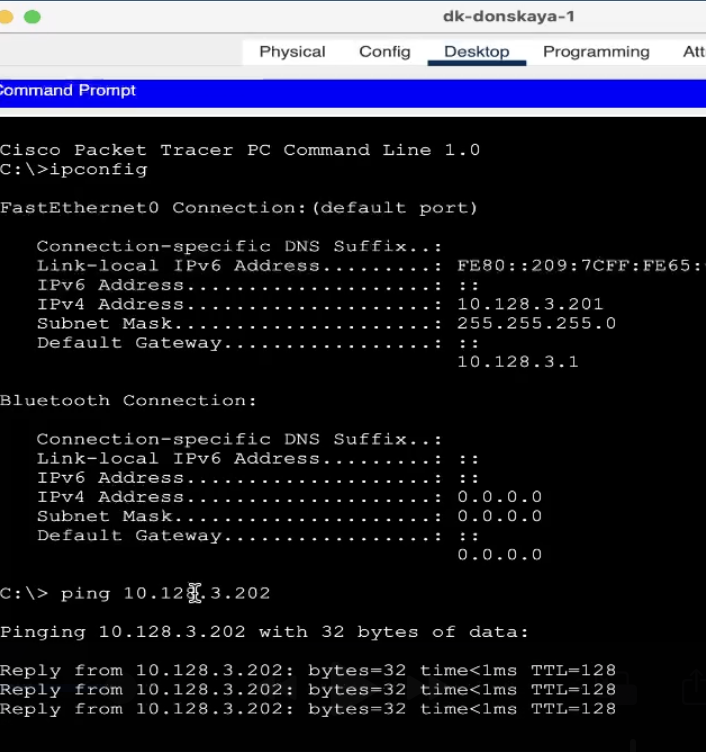 dk-donskaya-1
Physical Config Desktop Programming Att
Command Prompt
Cisco Packet Tracer PC Command Line 1.0
C:\>ipconfig
FastEthernet0 Connection:(default port)
Connection-specific DNS Suffix..:
Link-local IPv6 Address.........: FE80::209:7CFF:FE65:
IPv6 Address....................: ::
IPv4 Address....................: 10.128.3.201
Subnet Mask.....................: 255.255.255.0
Default Gateway.................: ::
10.128.3.1
Bluetooth Connection:
Connection-specific DNS Suffix..:
Link-local IPv6 Address.........: ::
IPv6 Address....................: ::
IPv4 Address....................: 0.0.0.0
Subnet Mask.....................: 0.0.0.0
Default Gateway.................: ::
0.0.0.0
C:\> ping 10.128.3.202
Pinging 10.128.3.202 with 32 bytes of data:
Reply from 10.128.3.202: bytes=32 time<1ms TTL=128
Reply from 10.128.3.202: bytes=32 time<1ms TTL=128
Reply from 10.128.3.202: bytes=32 time<1ms TTL=128